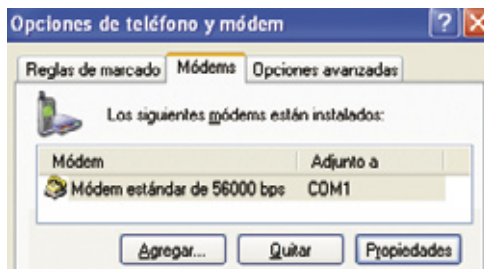 Opciones de teléfono y módem
Reglas de marcado Módems Opciones avanzadas
Los siguientes módems están instalados:
Módem Adjunto a
Módem estándar de 56000 bps COM1
Agregar... Quitar Propiedades